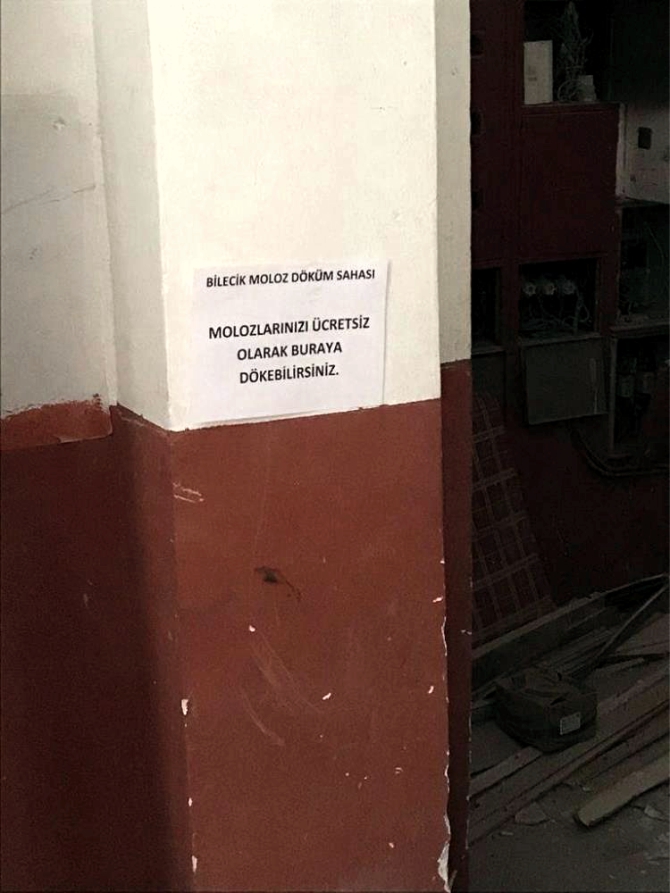 BİLECİK MOLOZ DÖKÜM SAHASI
MOLOZLARINIZI ÜCRETSİZ
OLARAK BURAYA
DÖKEBİLİRSİNİZ.